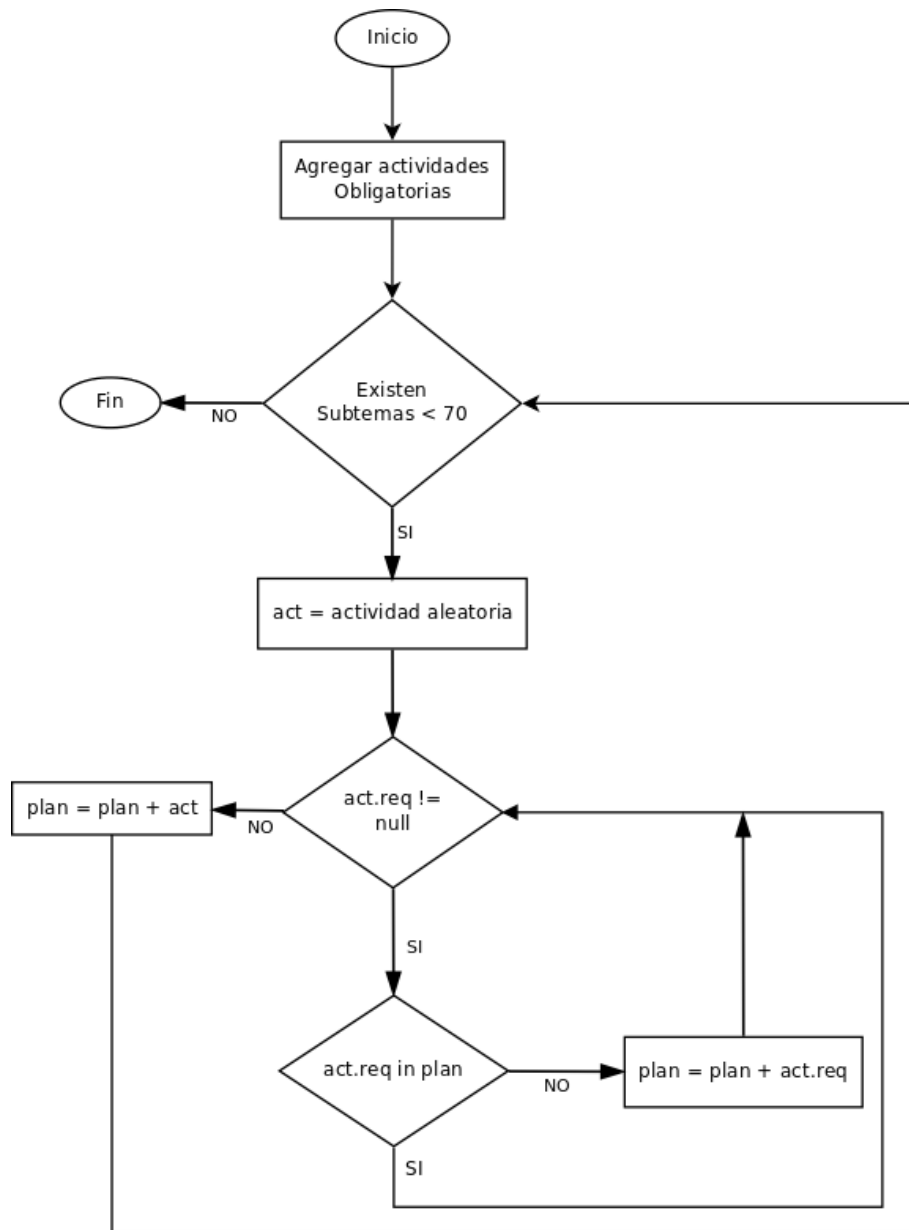 Inicio
Agregar actividades
Obligatorias
Existen
Subtemas < 70
Fin
NO
SI
act = actividad aleatoria
act.req !=
null
plan = plan + act
NO
SI
act.req in plan
NO
plan = plan + act.req
SI